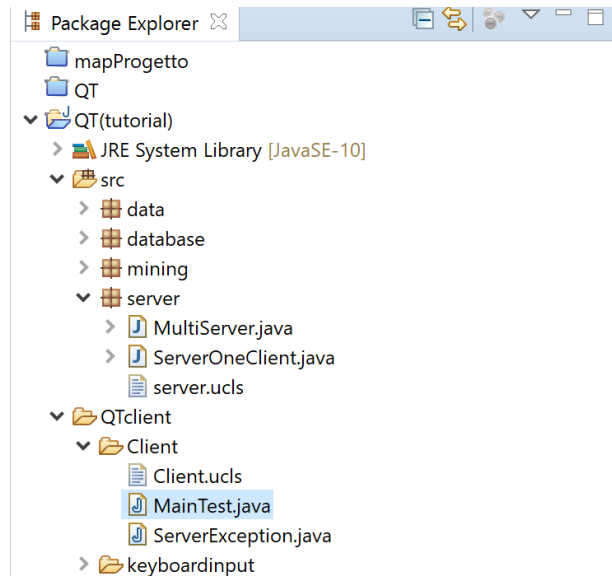 Package Explorer
mapProgetto
QT
QT(tutorial)
JRE System Library [JavaSE-10]
src
data
database
mining
server
MultiServer.java
ServerOneClient.java
server.ucls
QTclient
Client
Client.ucls
MainTest.java
ServerException.java
keyboardinput